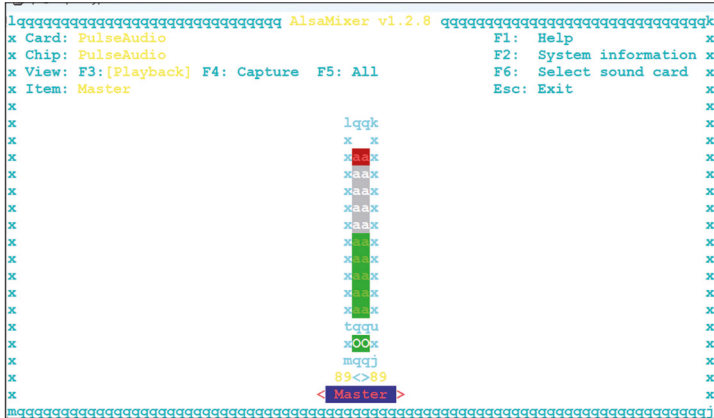 lqqqqqqqqqqqqqqqqqqqqqqqqqqqqqq AlsaMixer v1.2.8 qqqqqqqqqqqqqqqqqqqqqqqqqqqqqqk
x Card: PulseAudio F1: Help x
x Chip: PulseAudio F2: System information x
x View: F3:[Playback] F4: Capture F5: All F6: Select sound card x
x Item: Master Esc: Exit x
x x
x lqqk x
x x x x
x xaax x
x xaax x
x xaax x
x xaax x
x xaax x
x xaax x
x xaax x
x xaax x
x xaax x
x xaax x
x tqqu x
x xOOx x
x mqqj x
x 89<>89 x
x < Master > x
mqqqqqqqqqqqqqqqqqqqqqqqqqqqqqqqqqqqqqqqqqqqqqqqqqqqqqqqqqqqqqqqqqqqqqqqqqqqqqqj